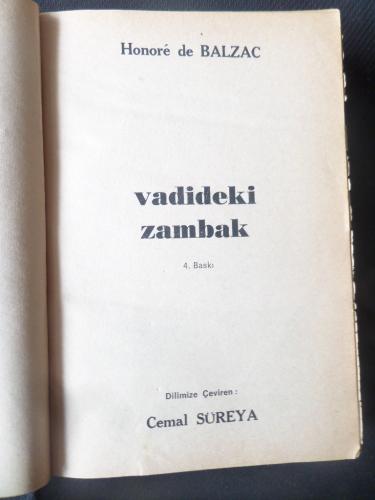 Honoré de BALZAC
vadideki
zambak
4. Baskı
Dilimize Çeviren :
Cemal SÜREYA